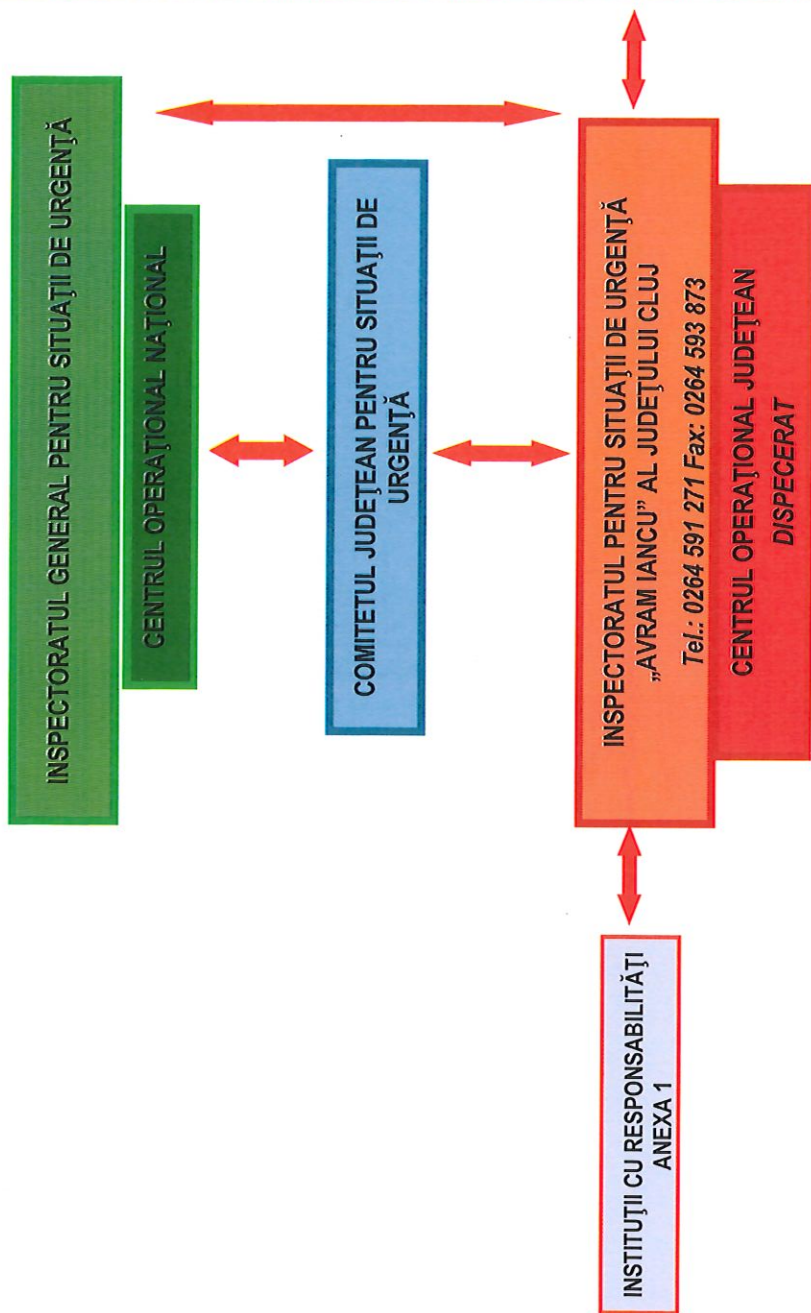 INSPECTORATUL GENERAL PENTRU SITUAŢII DE URGENŢĂ
CENTRUL OPERAŢIONAL NAŢIONAL
COMITETUL JUDEŢEAN PENTRU SITUAŢII DE
URGENŢĂ
INSPECTORATUL PENTRU SITUAŢII DE URGENŢĂ
„AVRAM IANCU” AL JUDEŢULUI CLUJ
Tel.: 0264 591 271 Fax: 0264 593 873
CENTRUL OPERAŢIONAL JUDEŢEAN
DISPECERAT
INSTITUŢII CU RESPONSABILITĂŢI
ANEXA 1